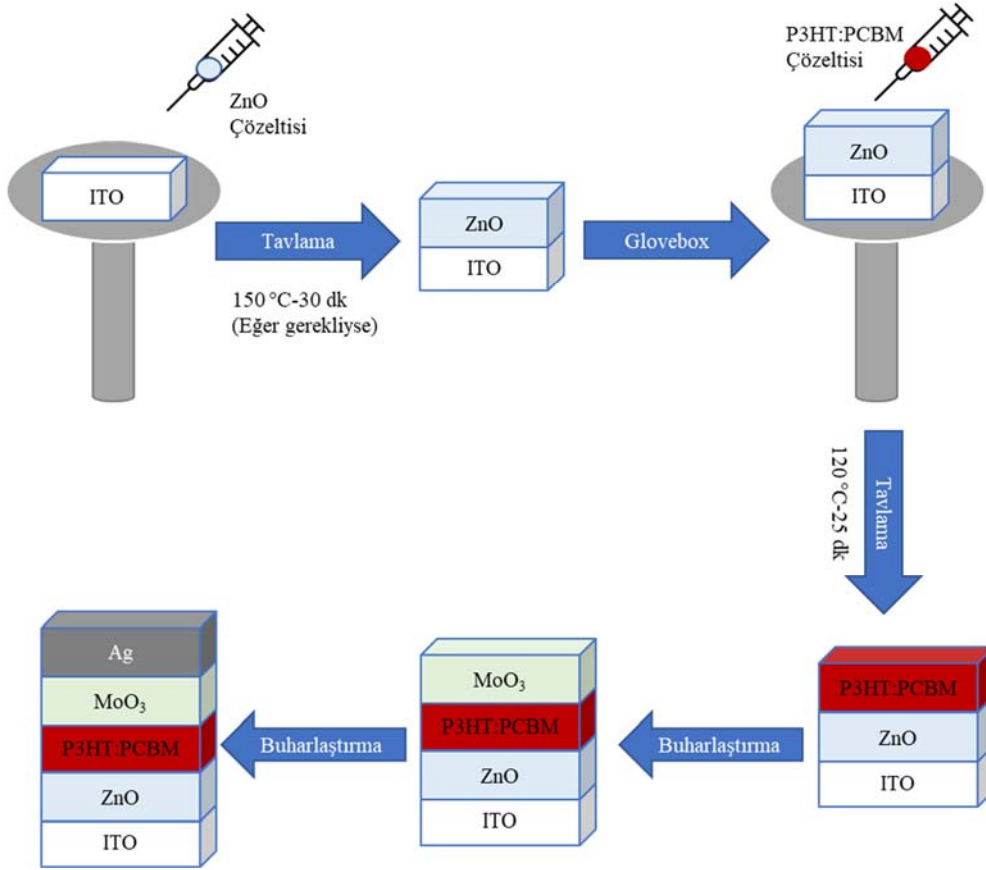 ZnO
Çözeltisi
ITO
Tavlama
150 °C-30 dk
(Eğer gerekliyse)
ZnO
ITO
Glovebox
P3HT:PCBM
Çözeltisi
ZnO
ITO
Tavlama
120 °C-25 dk
P3HT:PCBM
ZnO
ITO
Buharlaştırma
MoO₃
P3HT:PCBM
ZnO
ITO
Buharlaştırma
Ag
MoO₃
P3HT:PCBM
ZnO
ITO